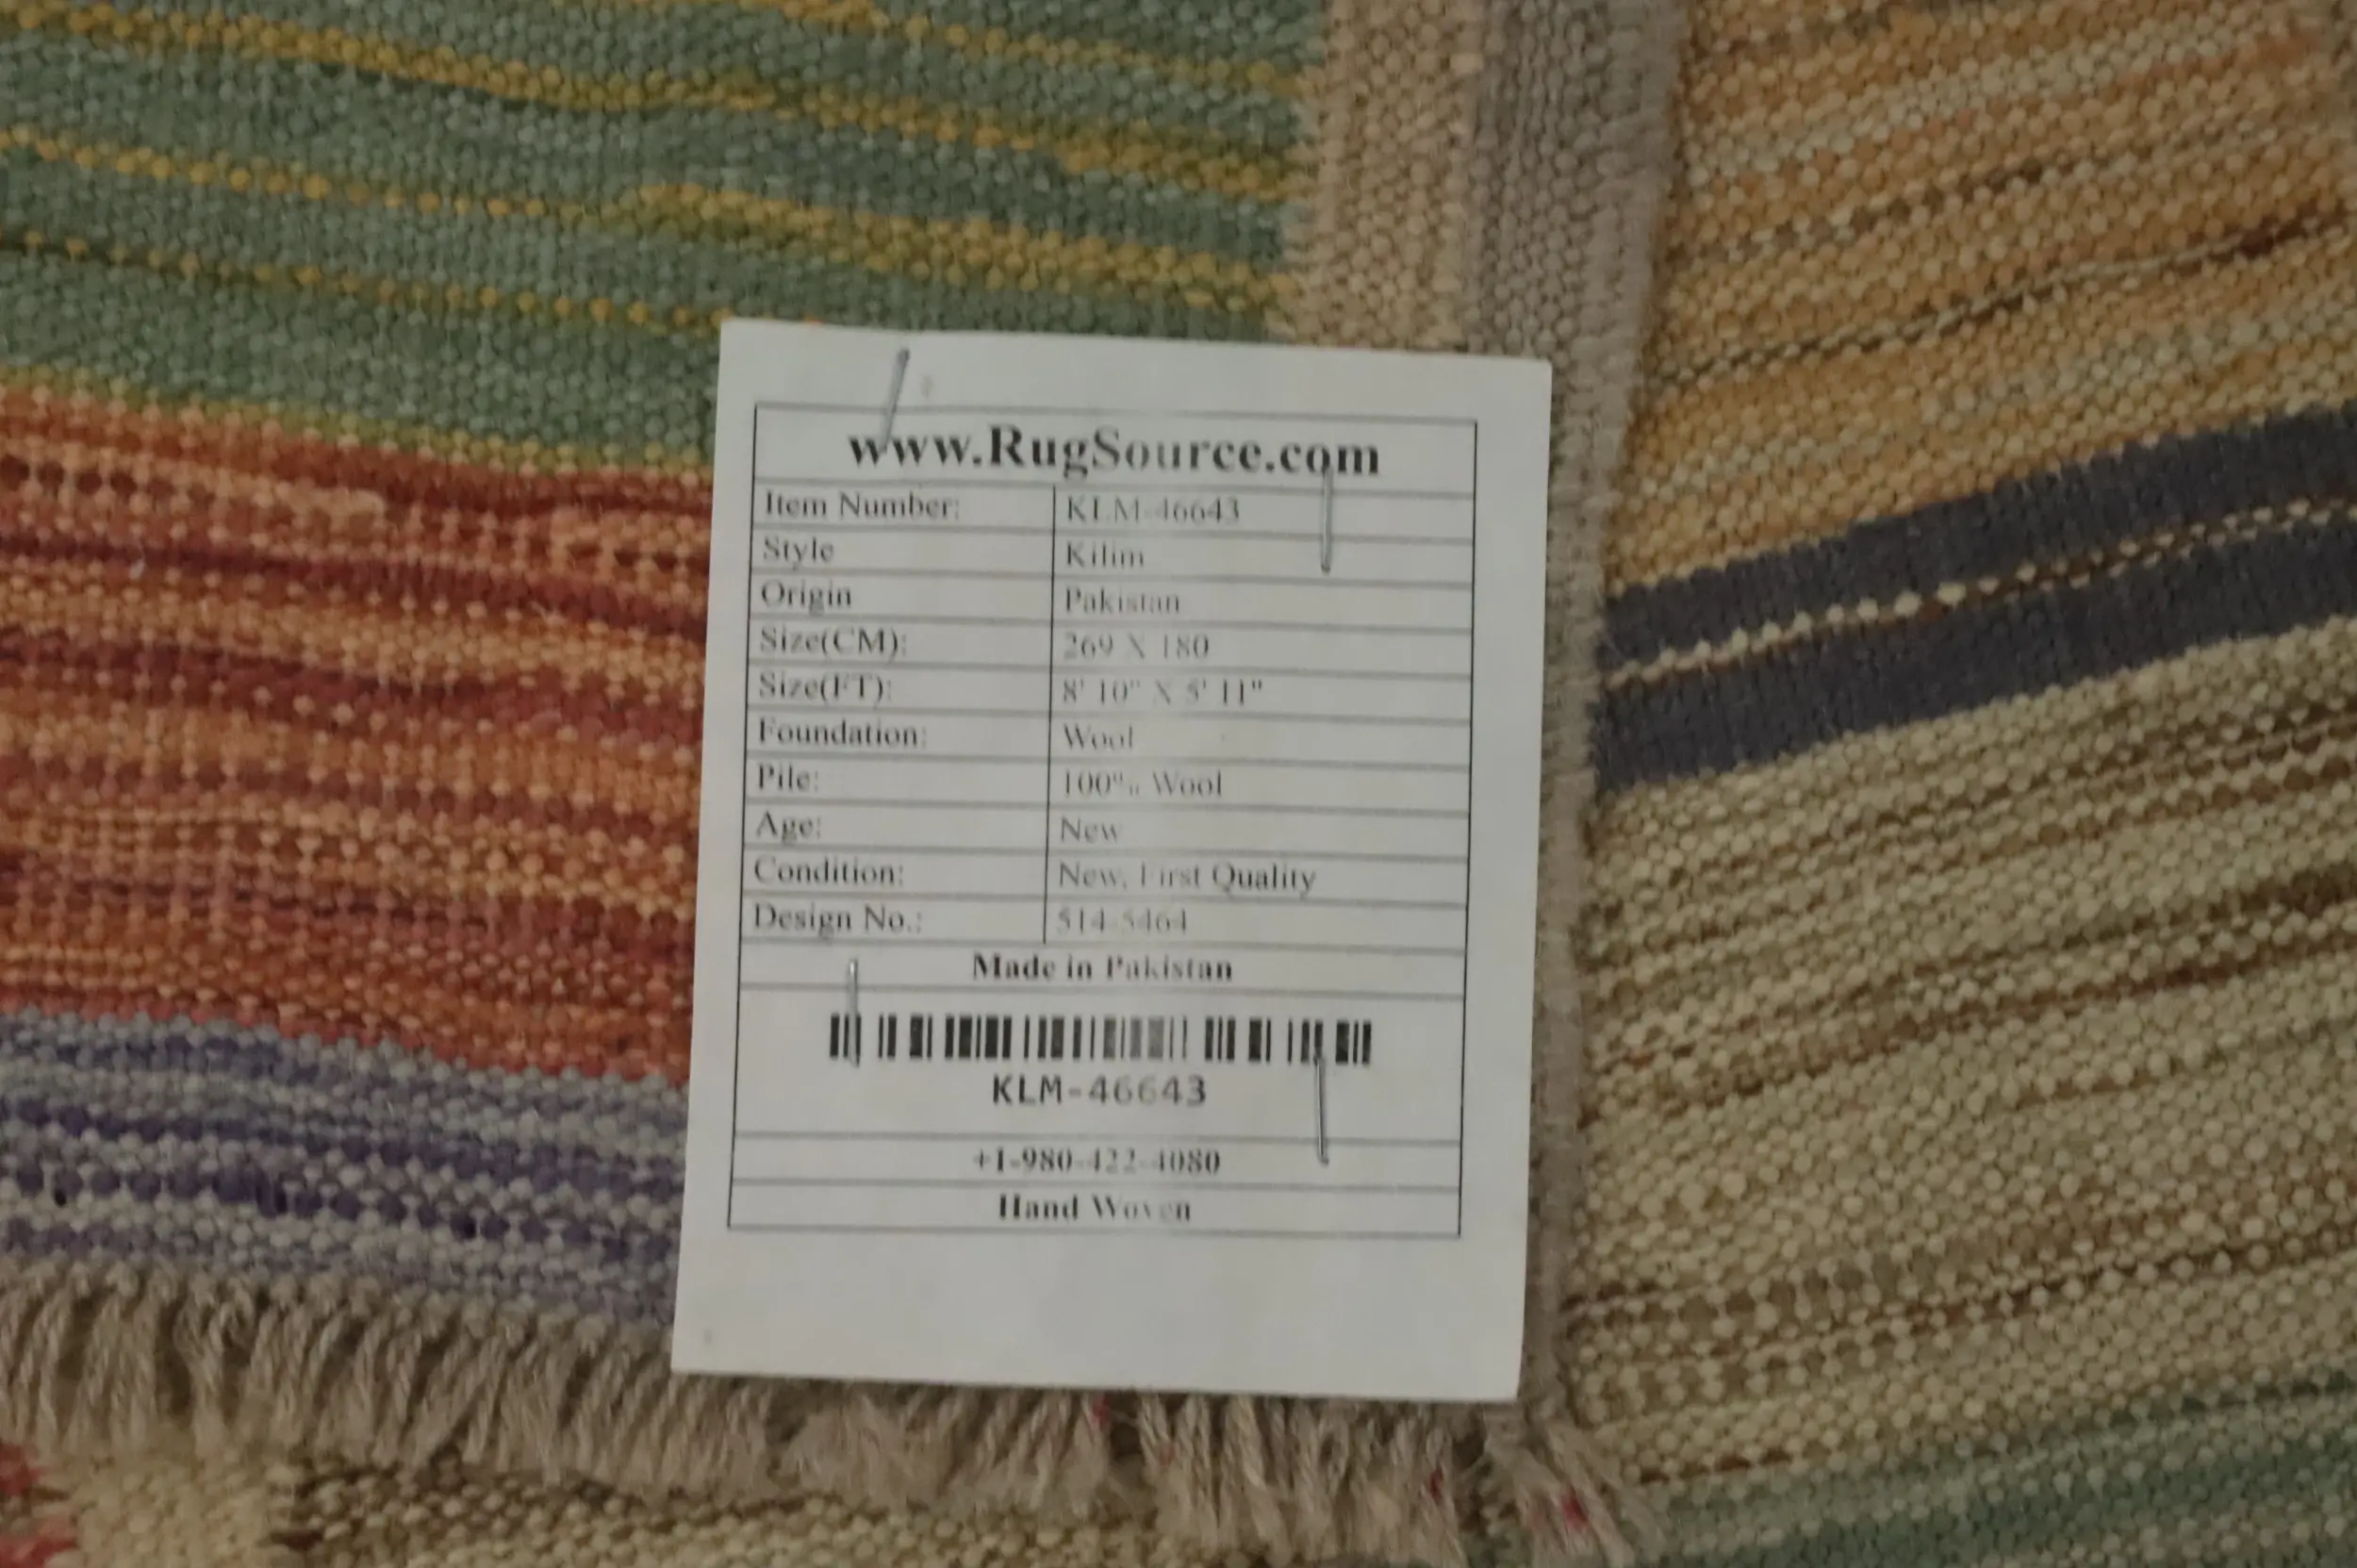 www.RugSource.com
Item Number: KLM-46643
Style Kilim
Origin Pakistan
Size(CM): 269 X 180
Size(FT): 8' 10" X 5' 11"
Foundation: Wool
Pile: 100% Wool
Age: New
Condition: New, First Quality
Design No.: 514-5464
Made in Pakistan
KLM-46643
+1-980-422-4080
Hand Woven